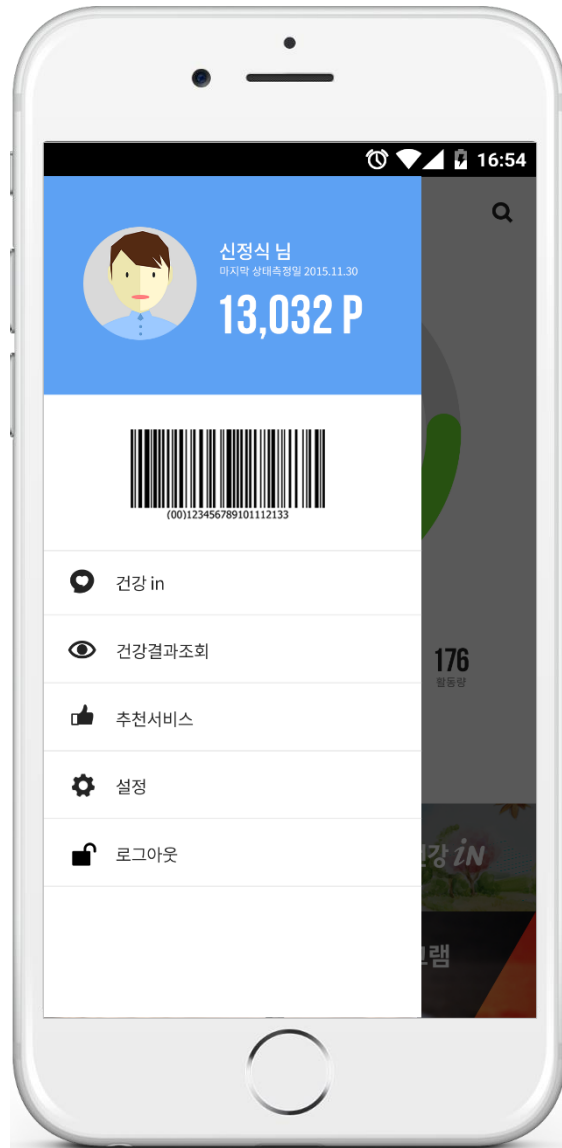 16:54
신정식 님
마지막 상태측정일 2015.11.30
13,032 P
(00)123456789101112133
건강 in
건강결과조회
추천서비스
설정
로그아웃
176
활동량
강 iN
램